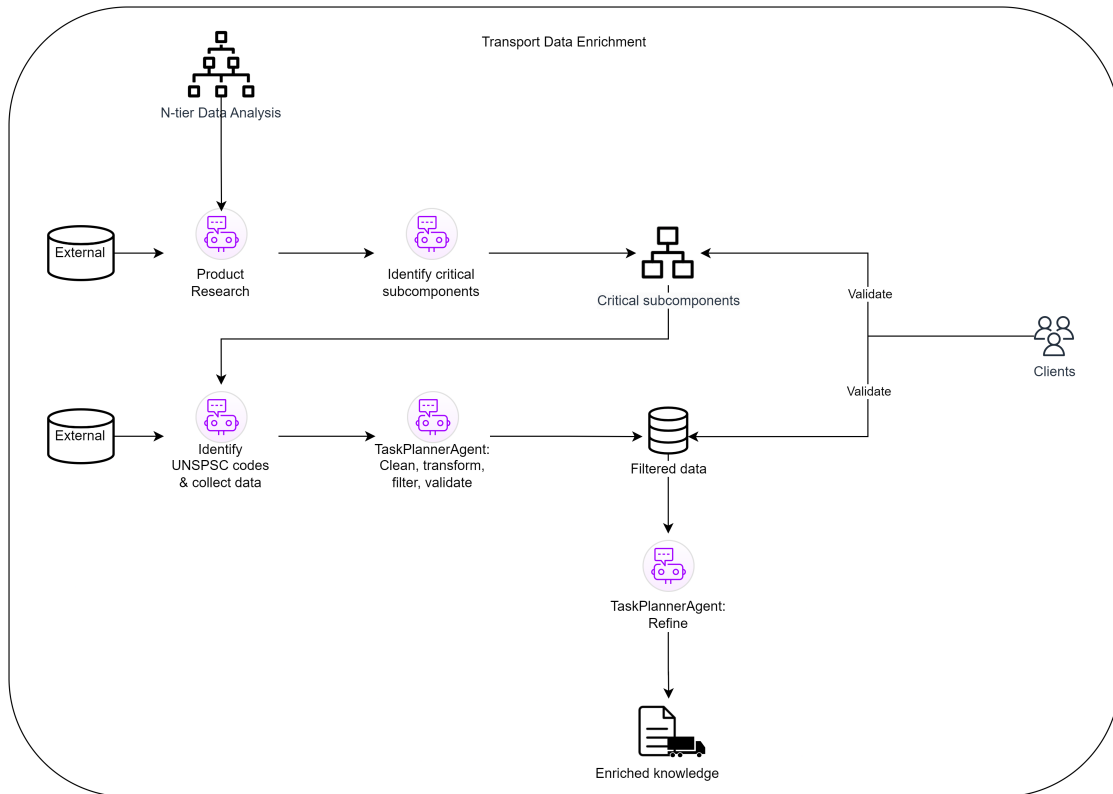 Transport Data Enrichment
N-tier Data Analysis
External
Product
Research
Identify critical
subcomponents
Critical subcomponents
Validate
Clients
Validate
External
Identify
UNSPSC codes
& collect data
TaskPlannerAgent:
Clean, transform,
filter, validate
Filtered data
TaskPlannerAgent:
Refine
Enriched knowledge